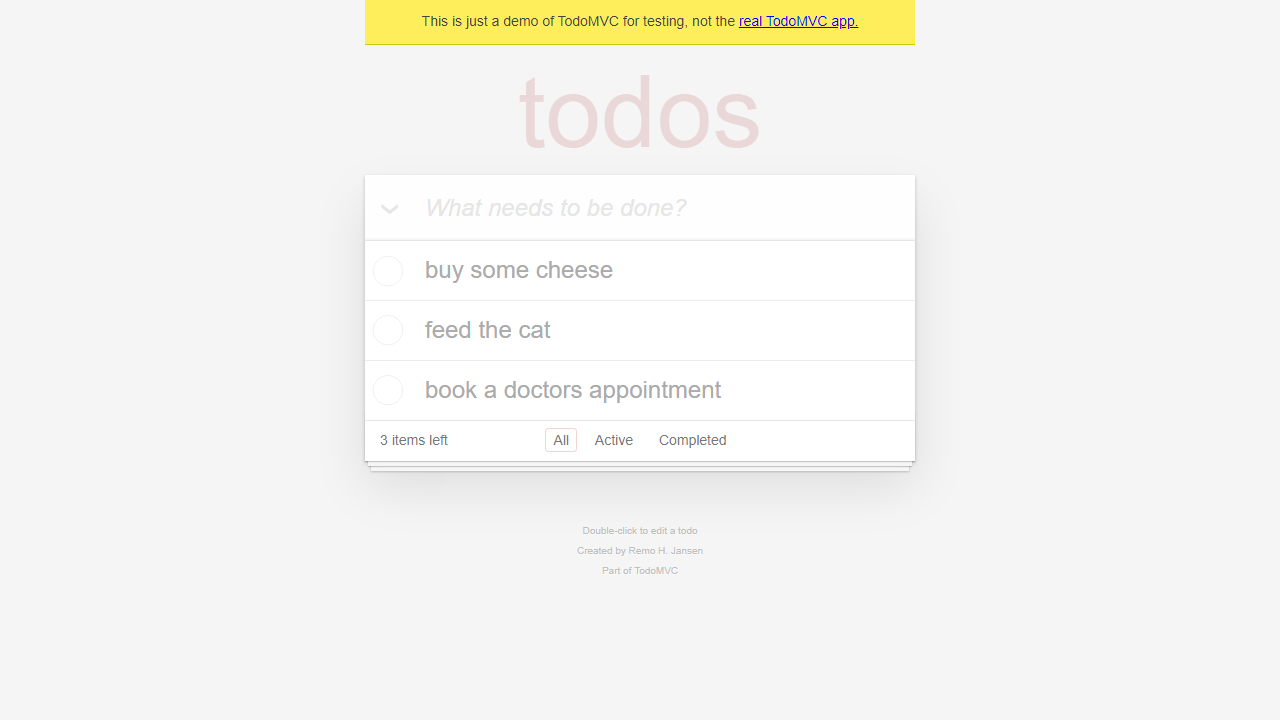 This is just a demo of TodoMVC for testing, not the real TodoMVC app.
todos
What needs to be done?
buy some cheese
feed the cat
book a doctors appointment
3 items left All Active Completed
Double-click to edit a todo
Created by Remo H. Jansen
Part of TodoMVC